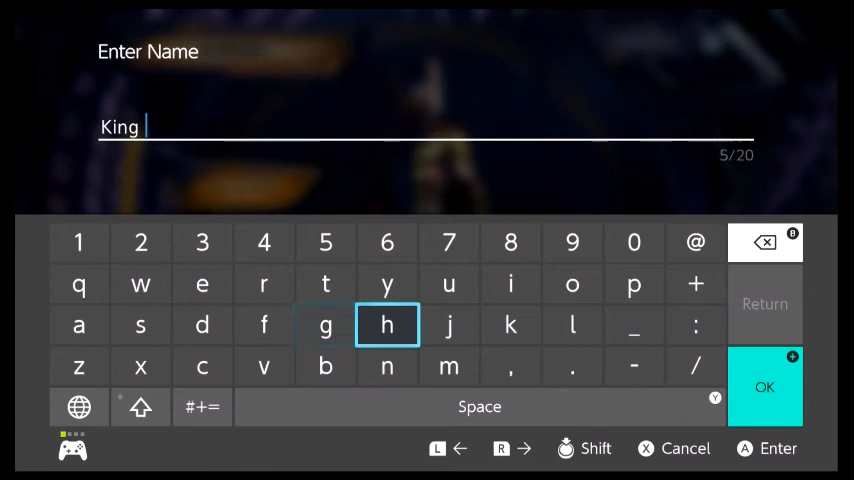 Enter Name
King
5/20
1 2 3 4 5 6 7 8 9 0 @ B
q w e r t y u i o p + Return
a s d f g h j k l _ :
z x c v b n m , . - / + OK
#+= Space Y
L ← R → Shift X Cancel A Enter